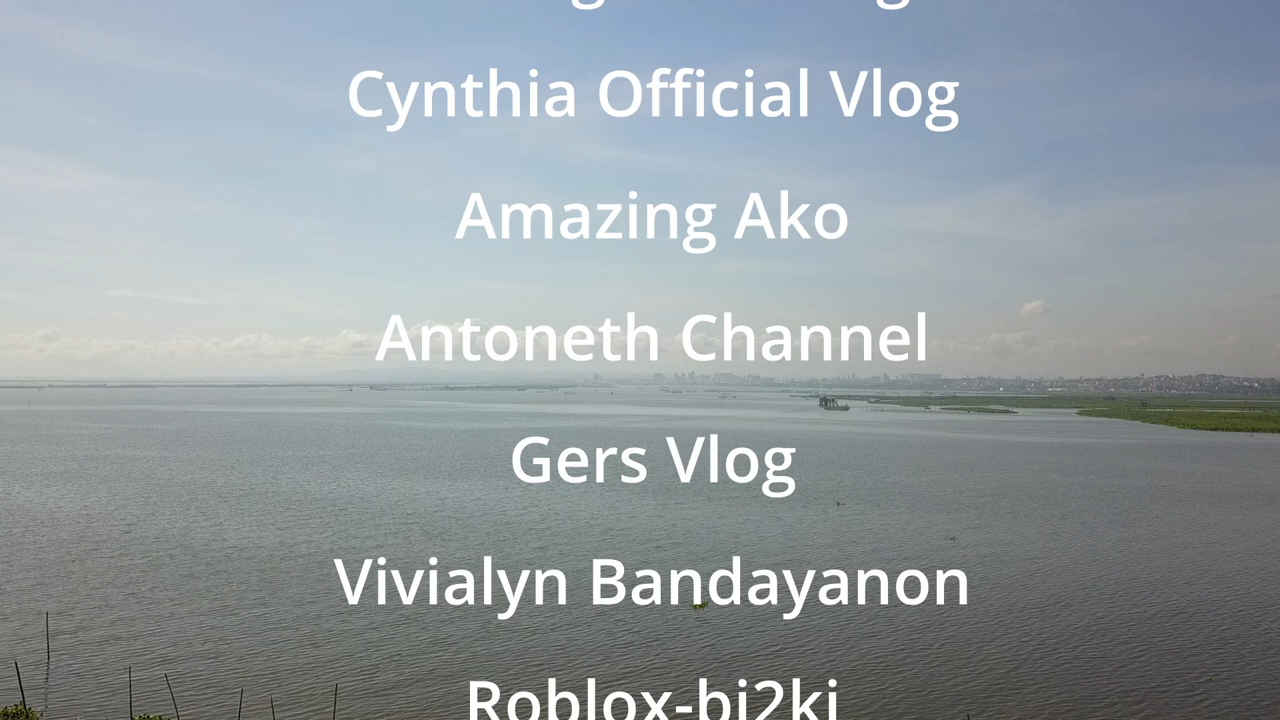 Cynthia Official Vlog
Amazing Ako
Antoneth Channel
Gers Vlog
Vivialyn Bandayanon
Roblox-bi2ki